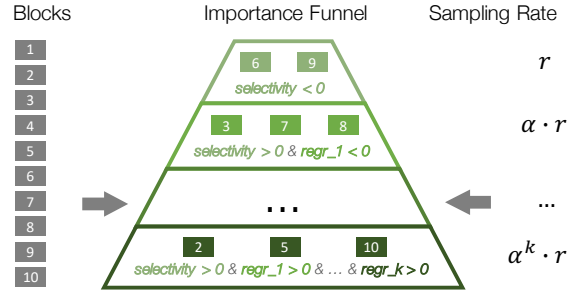 Blocks Importance Funnel Sampling Rate
1
2
3
4
5
6
7
8
9
10
6 9
selectivity < 0
r
3 7 8
selectivity > 0 & regr_1 < 0
α · r
...
...
2 5 10
selectivity > 0 & regr_1 > 0 & ... & regr_k > 0
α^k · r